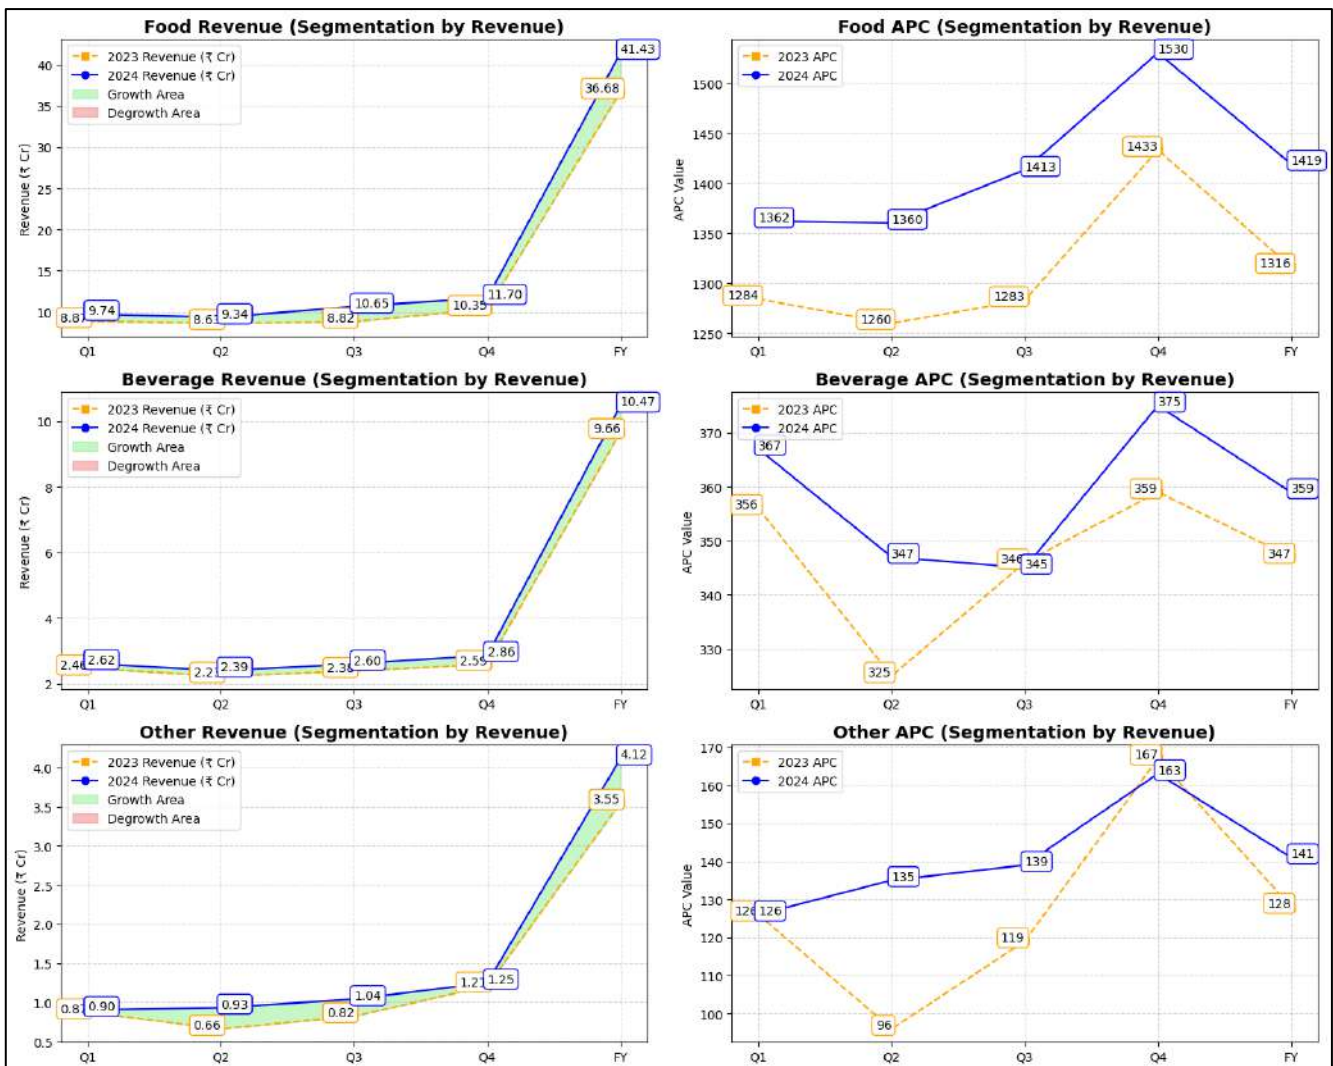 Food Revenue (Segmentation by Revenue)
2023 Revenue (₹ Cr)
2024 Revenue (₹ Cr)
Growth Area
Degrowth Area
Revenue (₹ Cr)
40
35
30
25
20
15
10
9.74
9.34
8.82
10.65
10.35
11.70
36.68
41.43
Q1
Q2
Q3
Q4
FY
Food APC (Segmentation by Revenue)
2023 APC
2024 APC
APC Value
1500
1450
1400
1350
1300
1250
1284
1362
1260
1360
1283
1413
1433
1530
1316
1419
Q1
Q2
Q3
Q4
FY
Beverage Revenue (Segmentation by Revenue)
2023 Revenue (₹ Cr)
2024 Revenue (₹ Cr)
Growth Area
Degrowth Area
Revenue (₹ Cr)
10
8
6
4
2
2.62
2.39
2.60
2.86
9.66
10.47
Q1
Q2
Q3
Q4
FY
Beverage APC (Segmentation by Revenue)
2023 APC
2024 APC
APC Value
370
360
350
340
330
356
367
325
347
346
345
359
375
347
359
Q1
Q2
Q3
Q4
FY
Other Revenue (Segmentation by Revenue)
2023 Revenue (₹ Cr)
2024 Revenue (₹ Cr)
Growth Area
Degrowth Area
Revenue (₹ Cr)
4.0
3.5
3.0
2.5
2.0
1.5
1.0
0.5
0.90
0.66
0.93
0.82
1.04
1.25
3.55
4.12
Q1
Q2
Q3
Q4
FY
Other APC (Segmentation by Revenue)
2023 APC
2024 APC
APC Value
170
160
150
140
130
120
110
100
126
96
135
119
139
167
163
128
141
Q1
Q2
Q3
Q4
FY